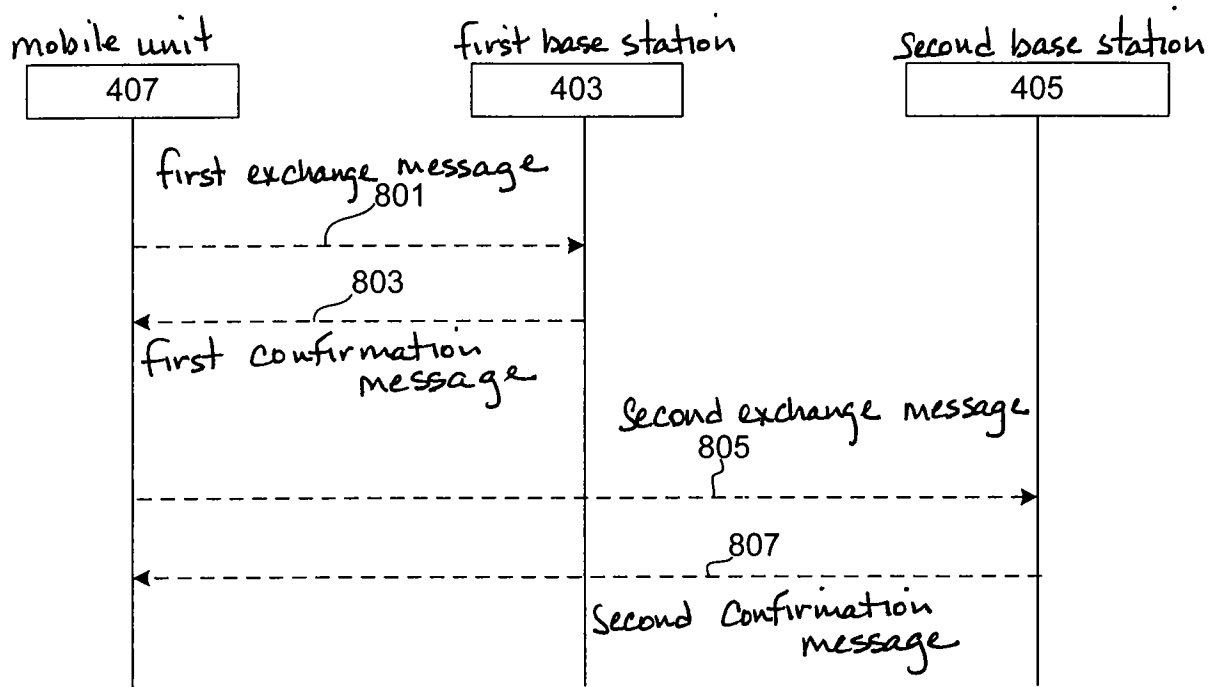 mobile unit
first base station
Second base station
407
403
405
first exchange message
801
803
first confirmation
message
Second exchange message
805
807
Second Confirmation
message